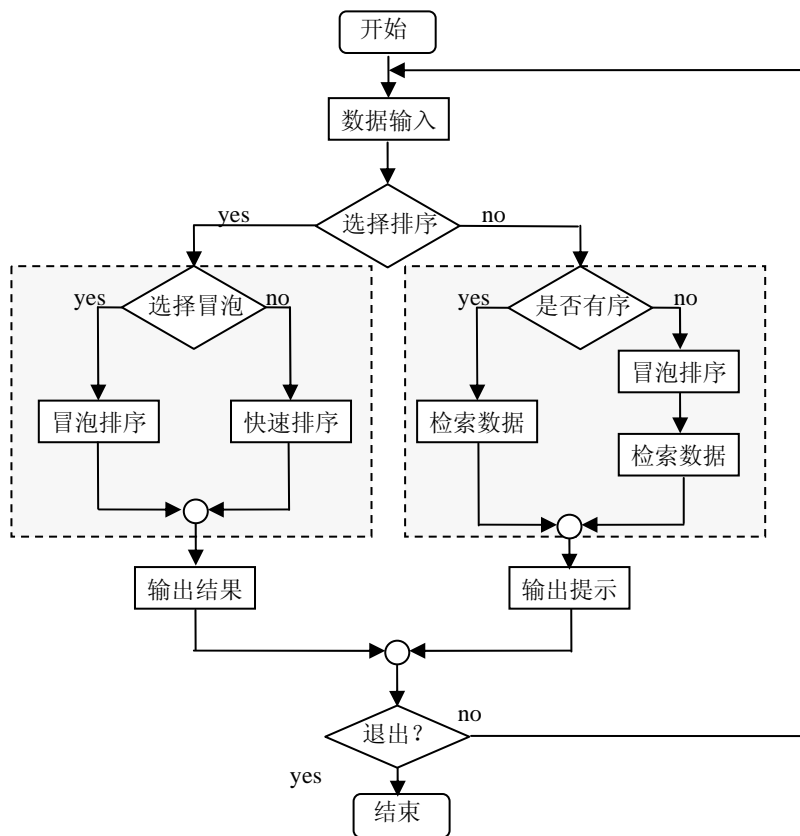 开始
数据输入
yes
选择排序
no
yes
选择冒泡
no
yes
是否有序
no
冒泡排序
快速排序
检索数据
冒泡排序
检索数据
输出结果
输出提示
退出?
no
yes
结束